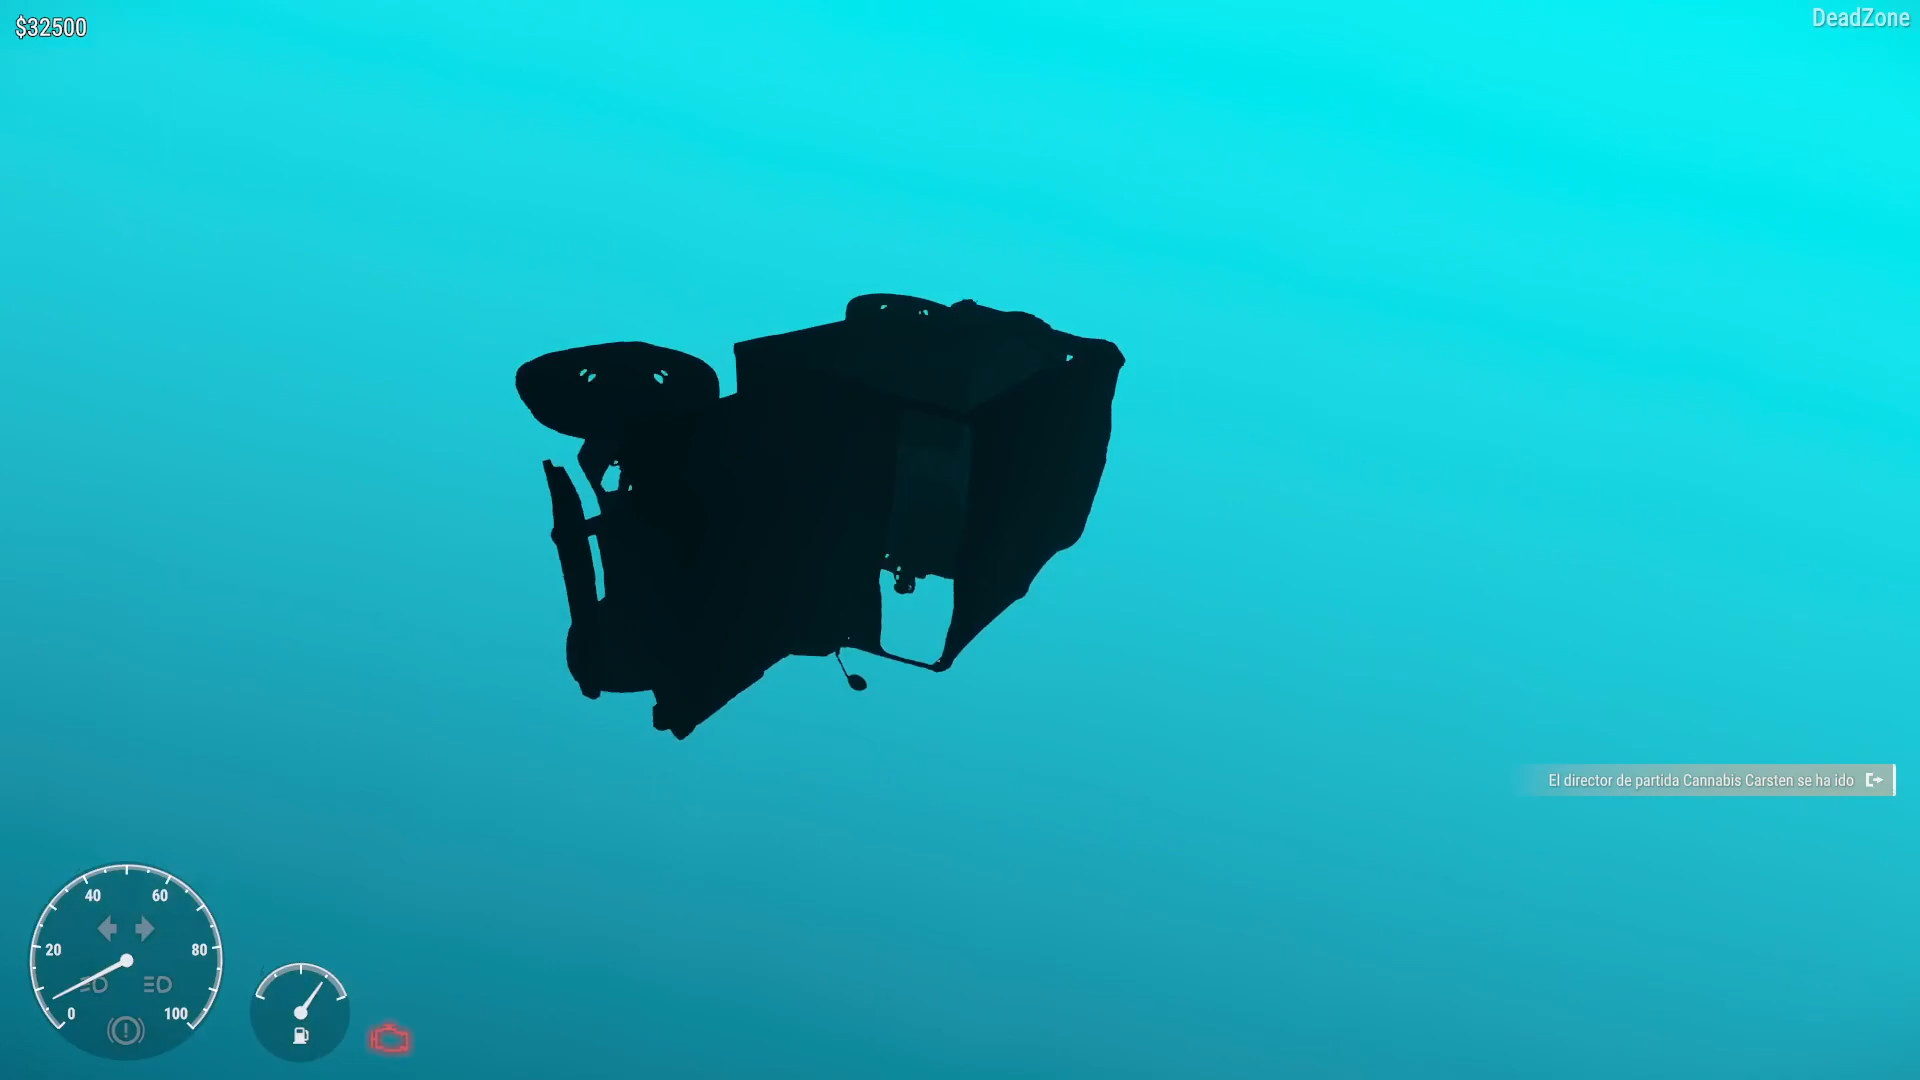 $32500
DeadZone
El director de partida Cannabis Carsten se ha ido
40 60
20 80
0 100